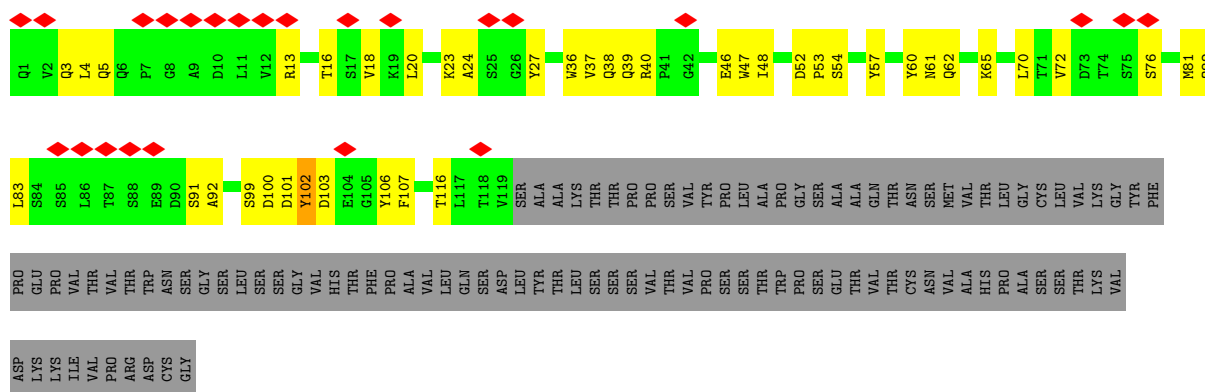 Q1 V2 Q3 L4 Q5 Q6 P7 G8 A9 D10 L11 V12 R13 T16 S17 V18 K19 L20 K23 A24 S25 G26 Y27 W36 V37 Q38 Q39 R40 P41 G42 E46 W47 I48 D52 P53 S54 Y57 Y60 N61 Q62 K65 L70 T71 V72 D73 T74 S75 S76 M81
L83 S84 S85 L86 T87 S88 E89 D90 S91 A92 S99 D100 D101 Y102 D103 E104 G105 Y106 F107 T116 L117 T118 V119 SER ALA ALA LYS THR THR PRO PRO SER VAL TYR PRO LEU ALA PRO GLY SER ALA ALA GLN THR ASN SER MET VAL THR LEU GLY CYS LEU VAL LYS GLY TYR PHE
PRO GLU PRO VAL THR VAL THR TRP ASN SER GLY SER LEU SER SER GLY VAL HIS THR PHE PRO ALA VAL LEU GLN SER ASP LEU TYR THR LEU SER SER SER VAL THR VAL PRO SER SER THR TRP PRO SER GLU THR VAL THR CYS ASN VAL ALA HIS PRO ALA SER SER THR LYS VAL
ASP LYS LYS ILE VAL PRO ARG ASP CYS GLY